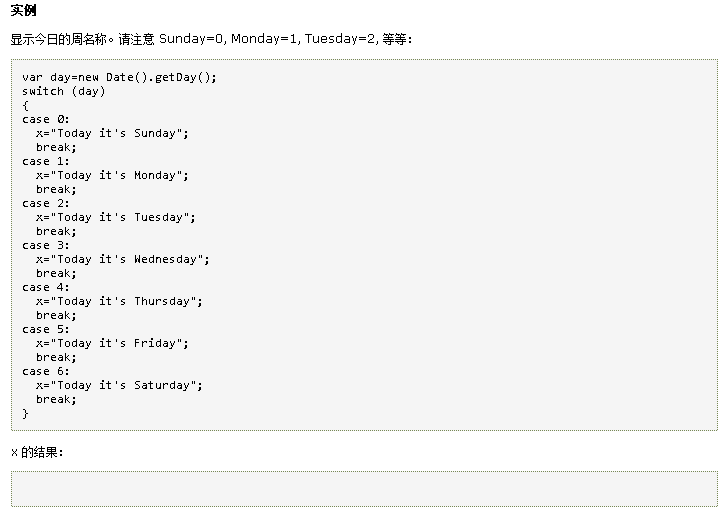 实例
显示今日的周名称。请注意 Sunday=0, Monday=1, Tuesday=2, 等等：
var day=new Date().getDay();
switch (day)
{
case 0:
  x="Today it's Sunday";
  break;
case 1:
  x="Today it's Monday";
  break;
case 2:
  x="Today it's Tuesday";
  break;
case 3:
  x="Today it's Wednesday";
  break;
case 4:
  x="Today it's Thursday";
  break;
case 5:
  x="Today it's Friday";
  break;
case 6:
  x="Today it's Saturday";
  break;
}
x 的结果：